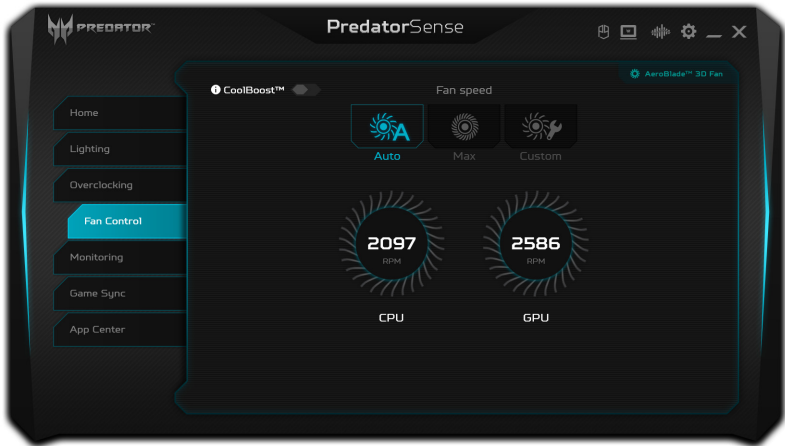 PREDATOR™
PredatorSense
AeroBlade™ 3D Fan
CoolBoost™
Fan speed
Home
Lighting
Overclocking
Fan Control
Monitoring
Game Sync
App Center
Auto
Max
Custom
2097
RPM
2586
RPM
CPU
GPU